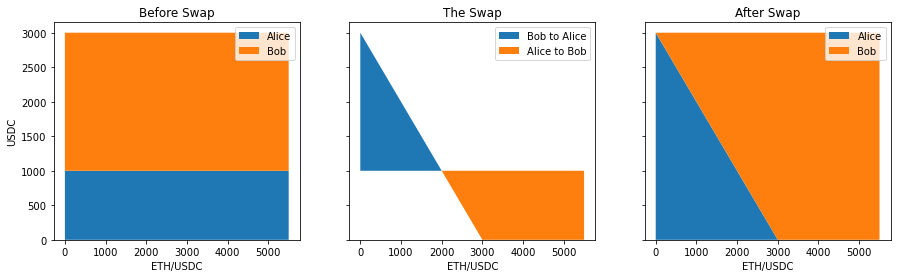 Before Swap
The Swap
After Swap
Alice
Bob
Bob to Alice
Alice to Bob
Alice
Bob
3000
2500
2000
1500
1000
500
0
USDC
0 1000 2000 3000 4000 5000
0 1000 2000 3000 4000 5000
0 1000 2000 3000 4000 5000
ETH/USDC
ETH/USDC
ETH/USDC